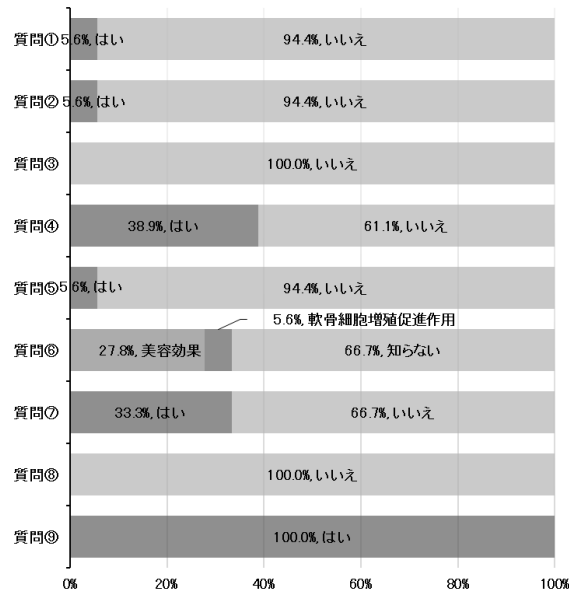 質問① 5.6%, はい 94.4%, いいえ
質問② 5.6%, はい 94.4%, いいえ
質問③ 100.0%, いいえ
質問④ 38.9%, はい 61.1%, いいえ
質問⑤ 5.6%, はい 94.4%, いいえ
5.6%, 軟骨細胞増殖促進作用
質問⑥ 27.8%, 美容効果 66.7%, 知らない
質問⑦ 33.3%, はい 66.7%, いいえ
質問⑧ 100.0%, いいえ
質問⑨ 100.0%, はい
0% 20% 40% 60% 80% 100%